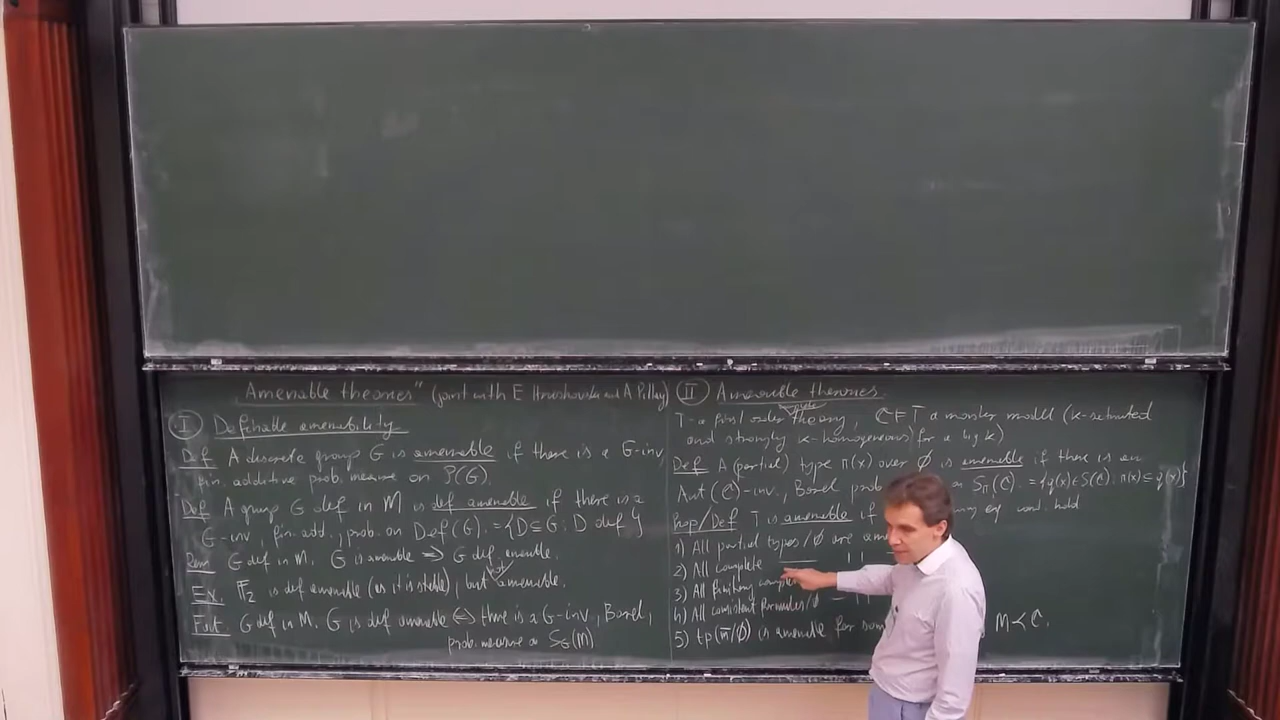 "Amenable theories" (joint with E Hrushovski and A Pillay)
I Definable amenability
Def A discrete group G is amenable if there is a G-inv,
fin. additive prob. measure on P(G).
Def A group G def in M is def amenable if there is a
G-inv, fin. add., prob. on Def(G) := {D ⊆ G : D def}
Rem G def in M. G is amenable ⇒ G def. amenable.
Ex. F₂ is def amenable (as it is stable), but not amenable.
Fact. G def in M. G is def amenable ⇔ there is a G-inv, Borel,
prob. measure on S_G(M)
II Amenable theories
T - a first order theory, ℭ ⊨ T a monster model (κ-saturated
and strongly κ-homogeneous) for a big κ)
Def A (partial) type π(x) over ∅ is amenable if there is an
Aut(ℭ)-inv., Borel prob on S_π(ℭ) := {q(x) ∈ S(ℭ) : π(x) ⊆ q(x)}
Prop/Def T is amenable if eq cond. hold
1) All partial types/∅ are
2) All complete — 11 —
3) All finitary
4) All consistent formulas/∅ — 11
5) tp(m̄/∅) is amenable for some M ≺ ℭ.